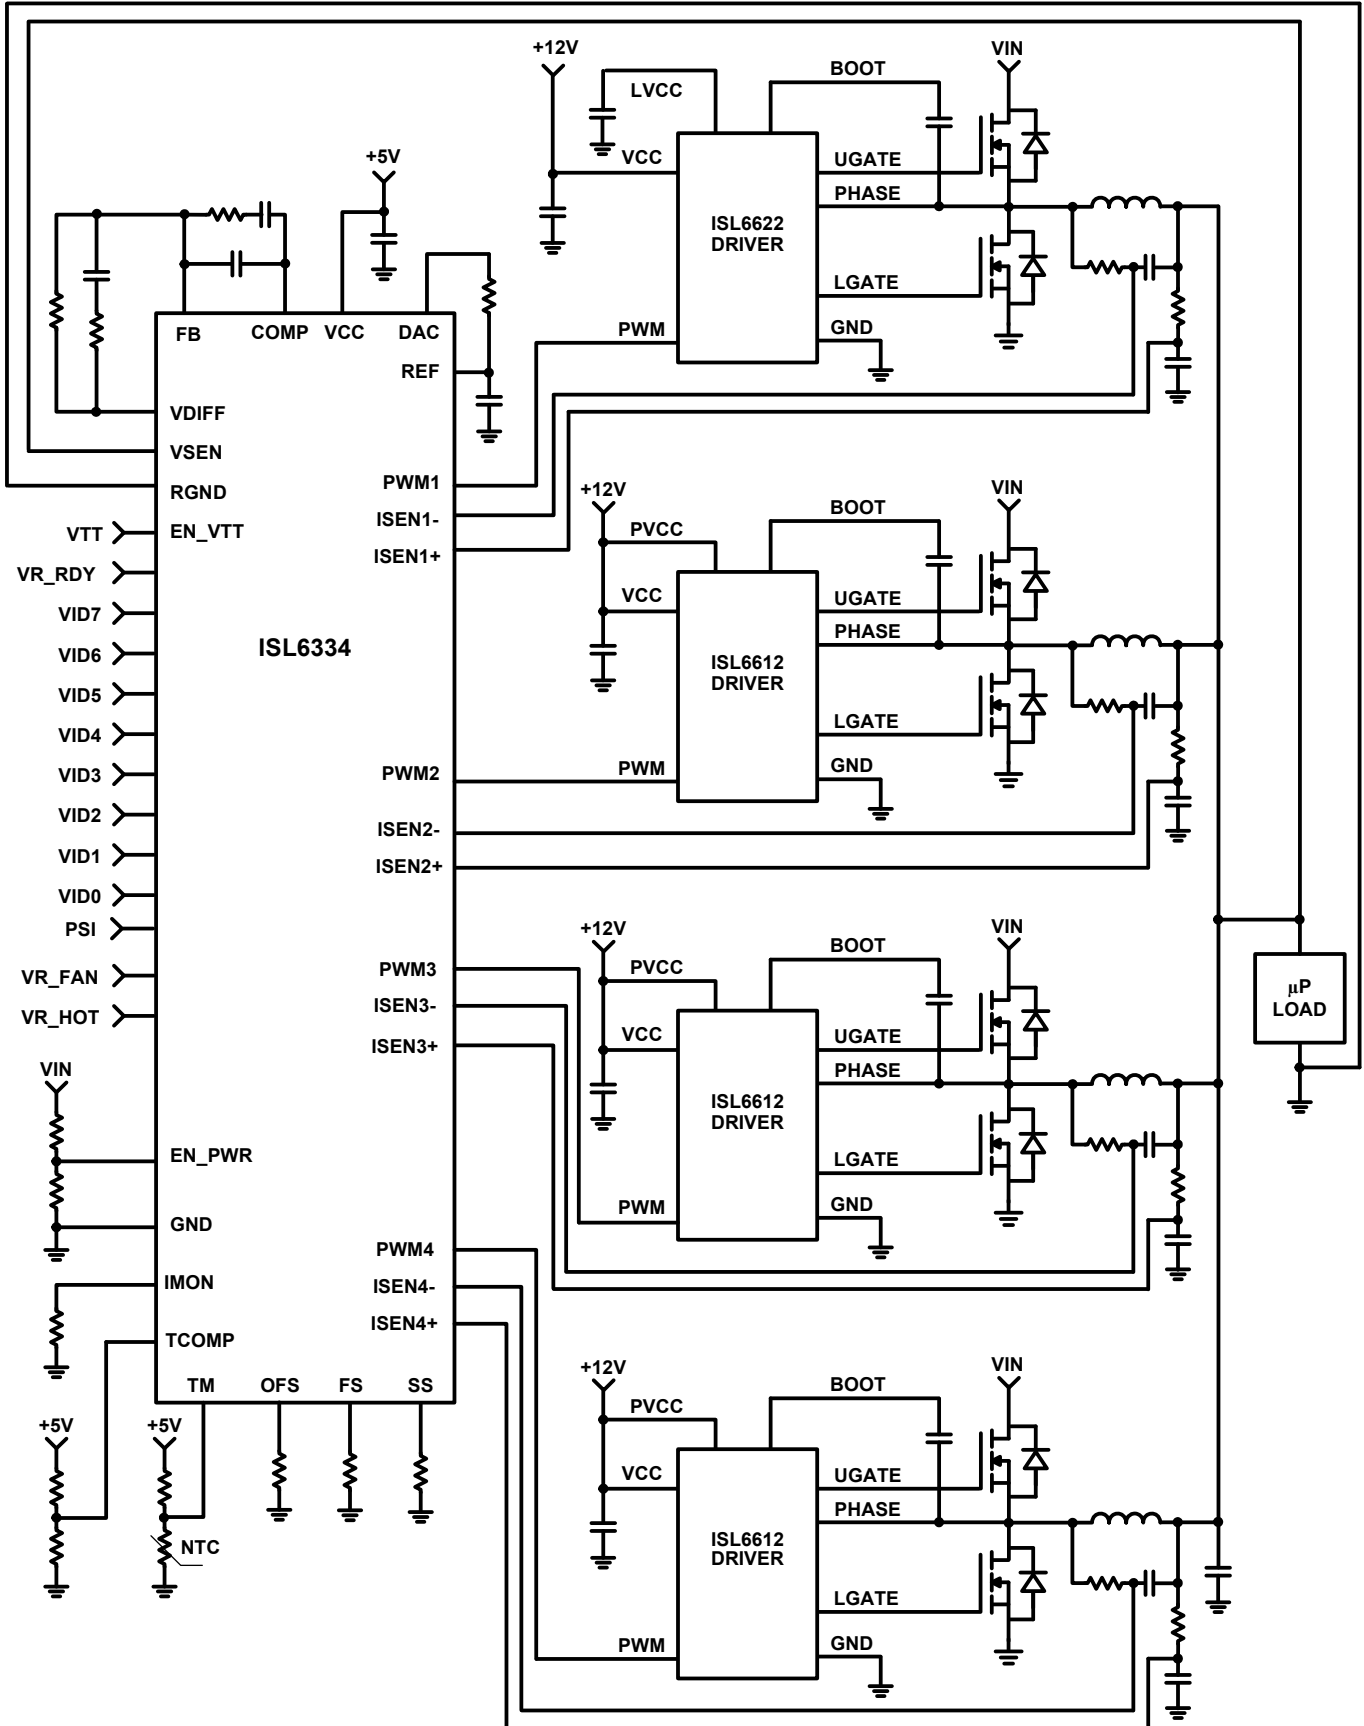 +12V
VIN
LVCC
BOOT
VCC
UGATE
PHASE
ISL6622
DRIVER
LGATE
PWM
GND
+5V
FB
COMP
VCC
DAC
REF
VDIFF
VSEN
RGND
EN_VTT
VTT
VR_RDY
VID7
VID6
VID5
VID4
VID3
VID2
VID1
VID0
PSI
VR_FAN
VR_HOT
VIN
EN_PWR
GND
IMON
TCOMP
TM
OFS
FS
SS
+5V
+5V
NTC
ISL6334
PWM1
ISEN1-
ISEN1+
PWM2
ISEN2-
ISEN2+
PWM3
ISEN3-
ISEN3+
PWM4
ISEN4-
ISEN4+
+12V
VIN
PVCC
BOOT
VCC
UGATE
PHASE
ISL6612
DRIVER
LGATE
PWM
GND
+12V
VIN
PVCC
BOOT
VCC
UGATE
PHASE
ISL6612
DRIVER
LGATE
PWM
GND
+12V
VIN
PVCC
BOOT
VCC
UGATE
PHASE
ISL6612
DRIVER
LGATE
PWM
GND
µP
LOAD